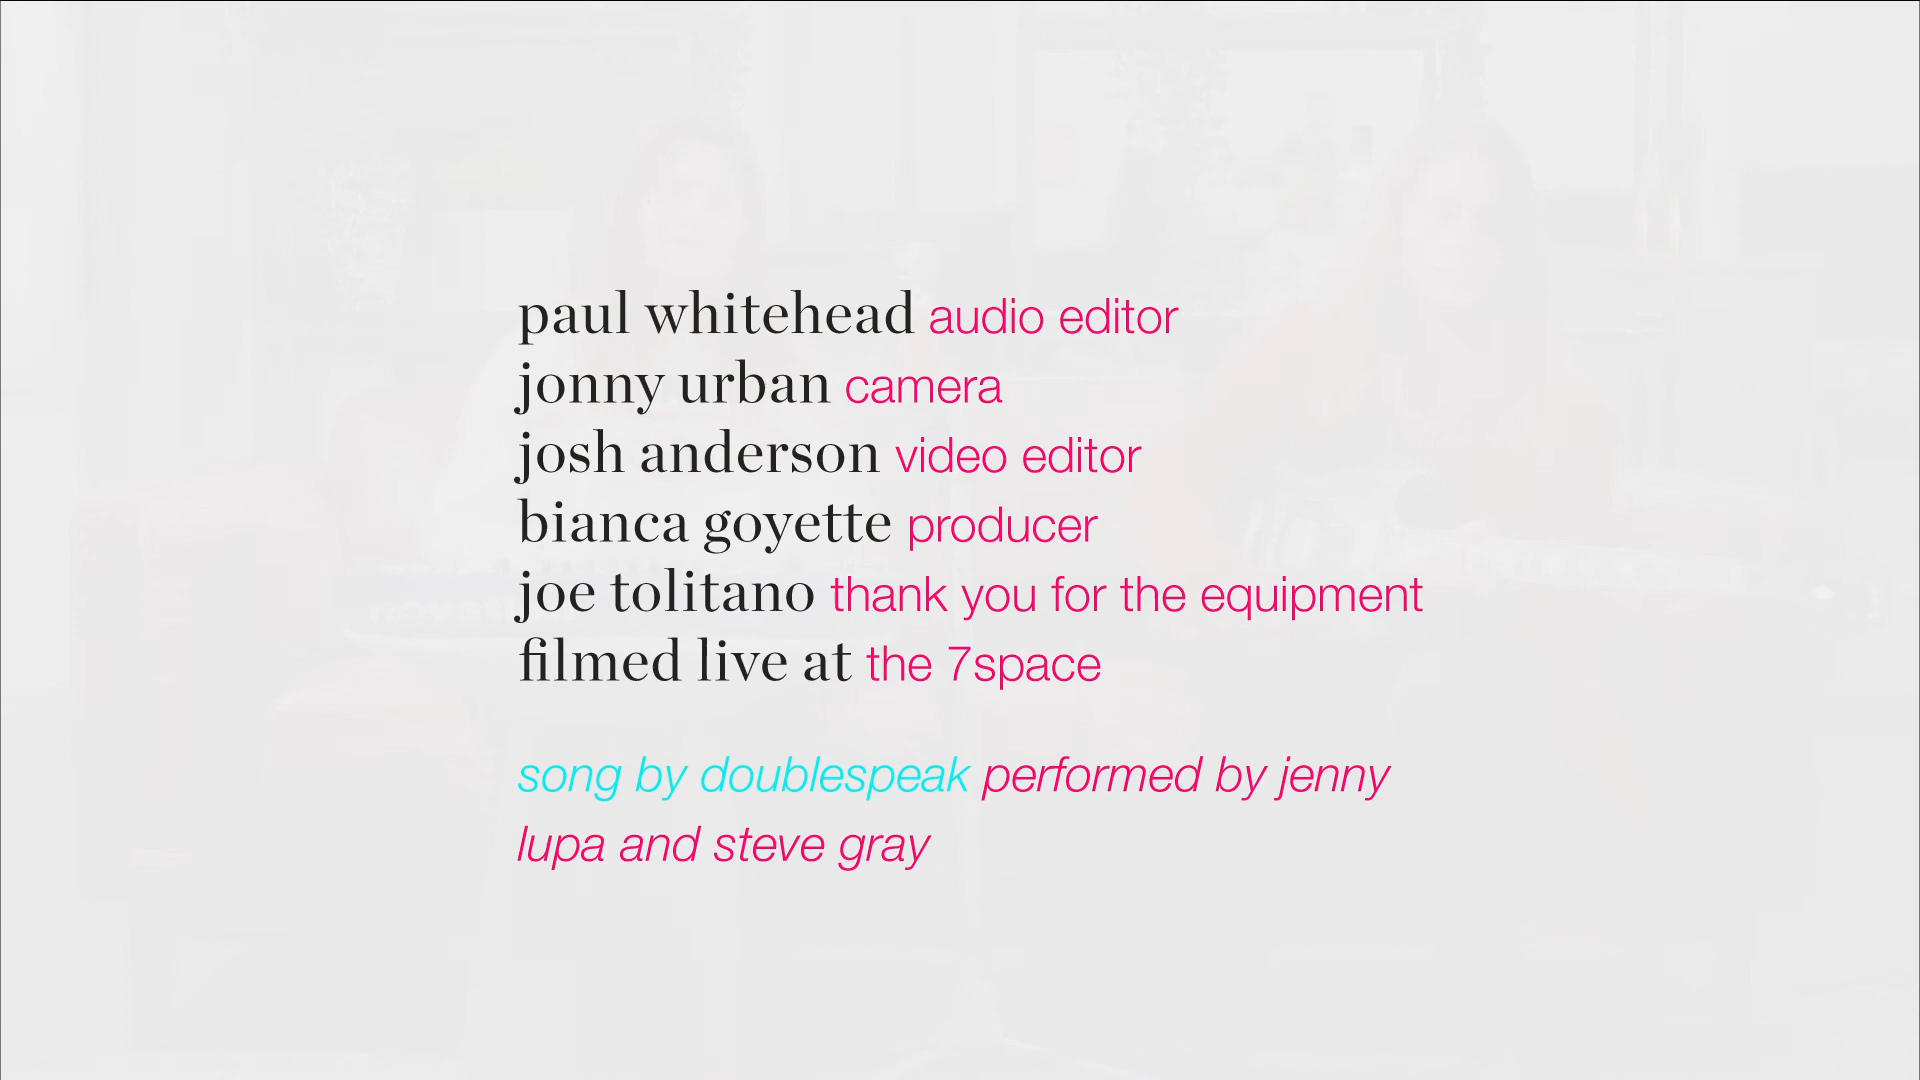 paul whitehead audio editor
jonny urban camera
josh anderson video editor
bianca goyette producer
joe tolitano thank you for the equipment
filmed live at the 7space
song by doublespeak performed by jenny
lupa and steve gray